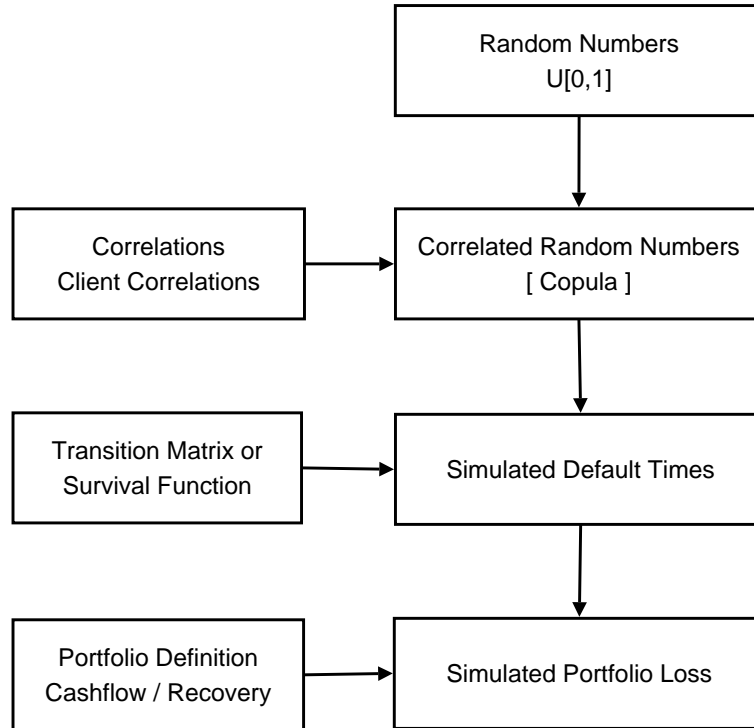 Random Numbers
U[0,1]
Correlations
Client Correlations
Correlated Random Numbers
[ Copula ]
Transition Matrix or
Survival Function
Simulated Default Times
Portfolio Definition
Cashflow / Recovery
Simulated Portfolio Loss